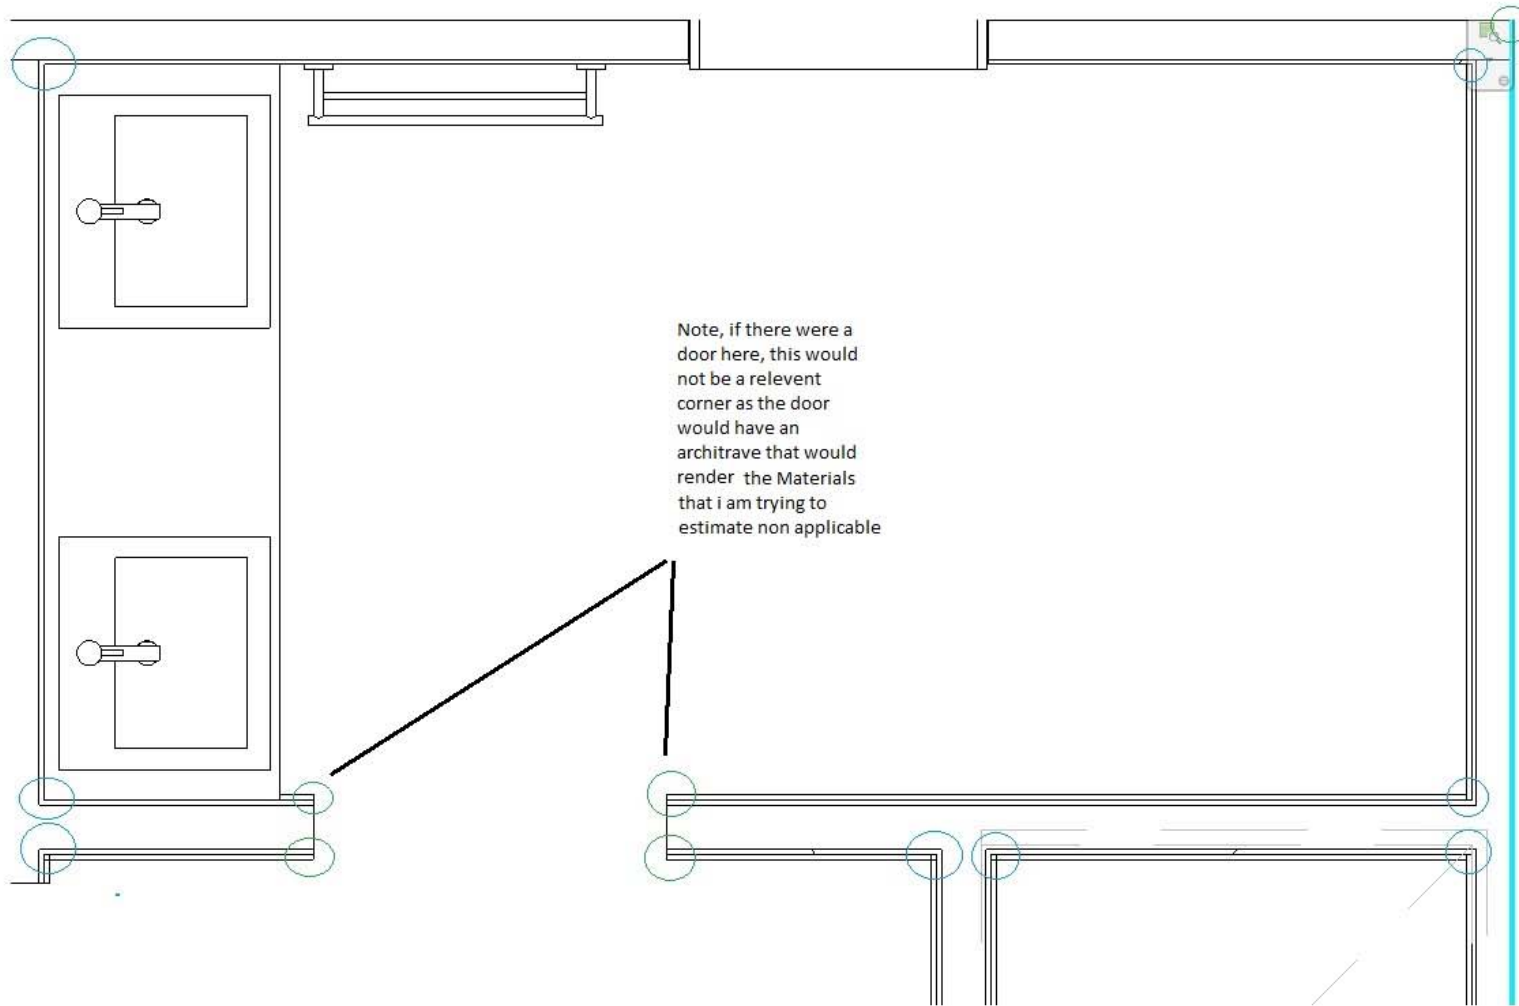 Note, if there were a
door here, this would
not be a relevent
corner as the door
would have an
architrave that would
render the Materials
that i am trying to
estimate non applicable